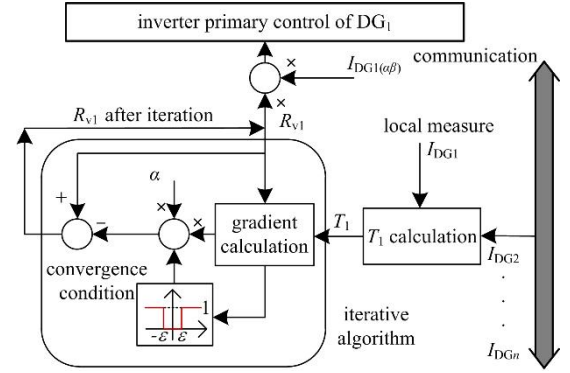 inverter primary control of DG1
×
IDG1(αβ)
communication
×
Rv1 after iteration
Rv1
local measure
IDG1
α
+
×
−
×
gradient
calculation
T1
T1 calculation
IDG2
convergence
condition
1
-ε ε
iterative
algorithm
IDGn